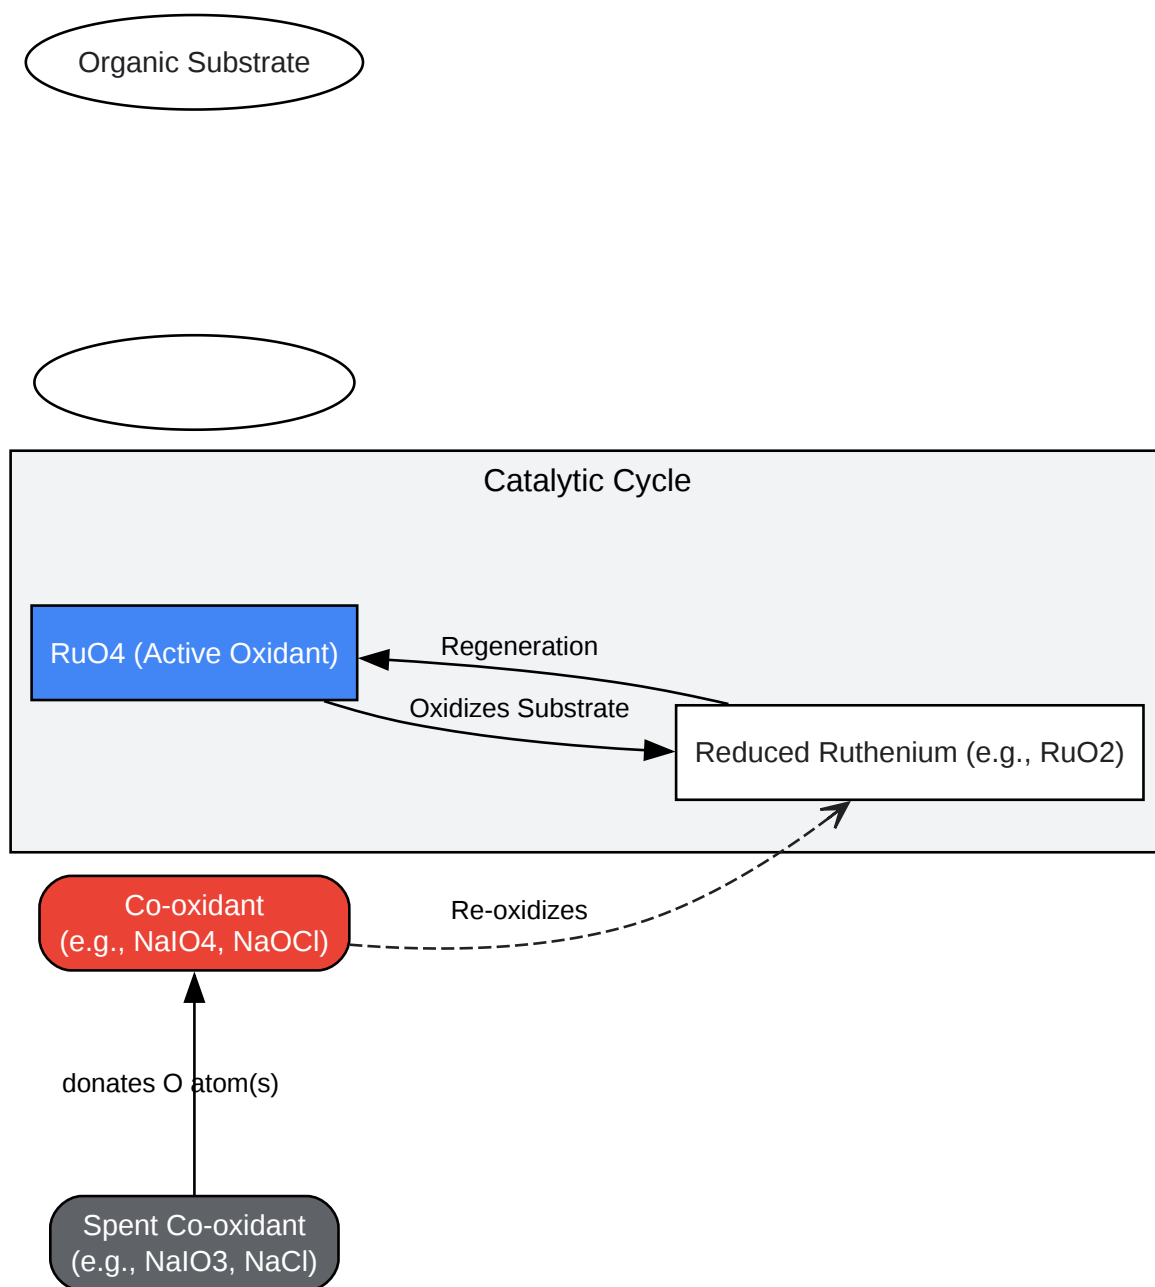 Organic Substrate
Catalytic Cycle
RuO4 (Active Oxidant)
Regeneration
Oxidizes Substrate
Reduced Ruthenium (e.g., RuO2)
Co-oxidant
(e.g., NaIO4, NaOCl)
Re-oxidizes
donates O atom(s)
Spent Co-oxidant
(e.g., NaIO3, NaCl)